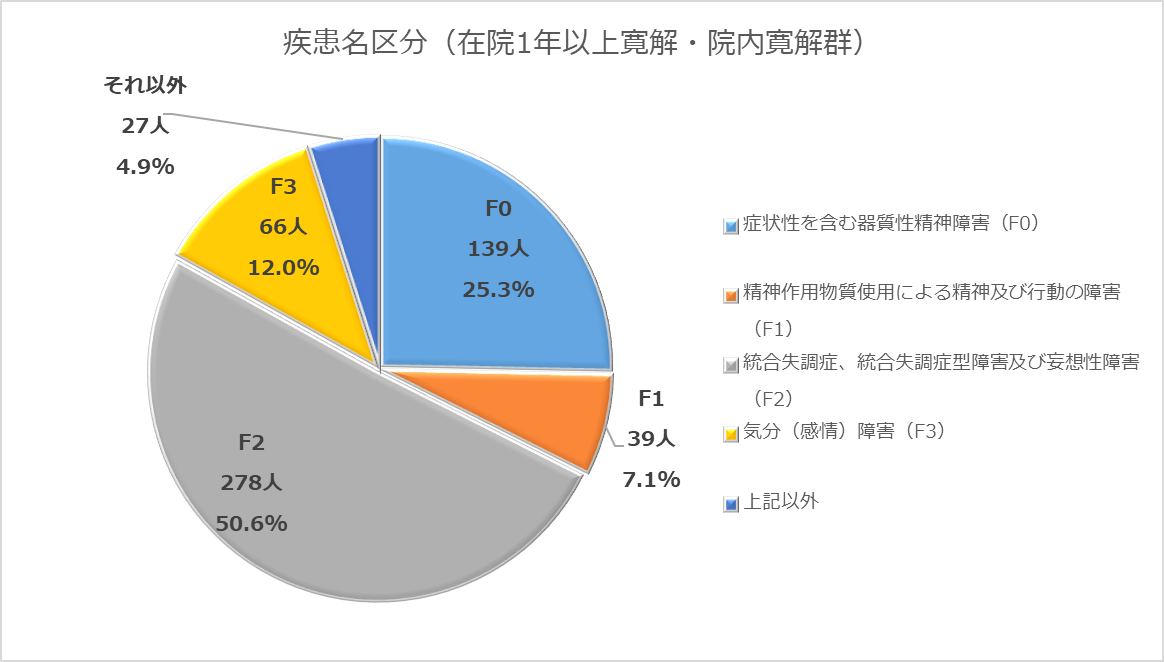 疾患名区分（在院1年以上寛解・院内寛解群）
それ以外
27人
4.9%
F3
66人
12.0%
F0
139人
25.3%
F1
39人
7.1%
F2
278人
50.6%
症状性を含む器質性精神障害（F0）
精神作用物質使用による精神及び行動の障害
（F1）
統合失調症、統合失調症型障害及び妄想性障害
（F2）
気分（感情）障害（F3）
上記以外